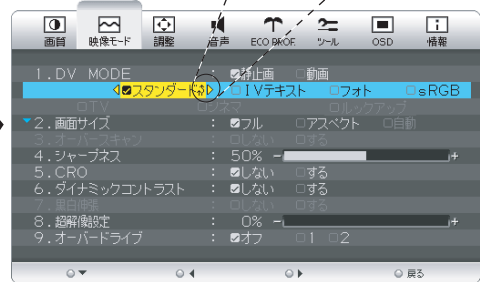 画質 映像モード 調整 音声 ECO PROF. ツール OSD 情報
1.DV MODE : 静止画 動画
スタンダード IVテキスト フォト sRGB
TV シネマ ルックアップ
2.画面サイズ : フル アスペクト 自動
3.オーバースキャン : しない する
4.シャープネス : 50% - +
5.CRO : しない する
6.ダイナミックコントラスト : しない する
7.黒白伸張 : しない する
8.超解像設定 : 0% - +
9.オーバードライブ : オフ 1 2
戻る